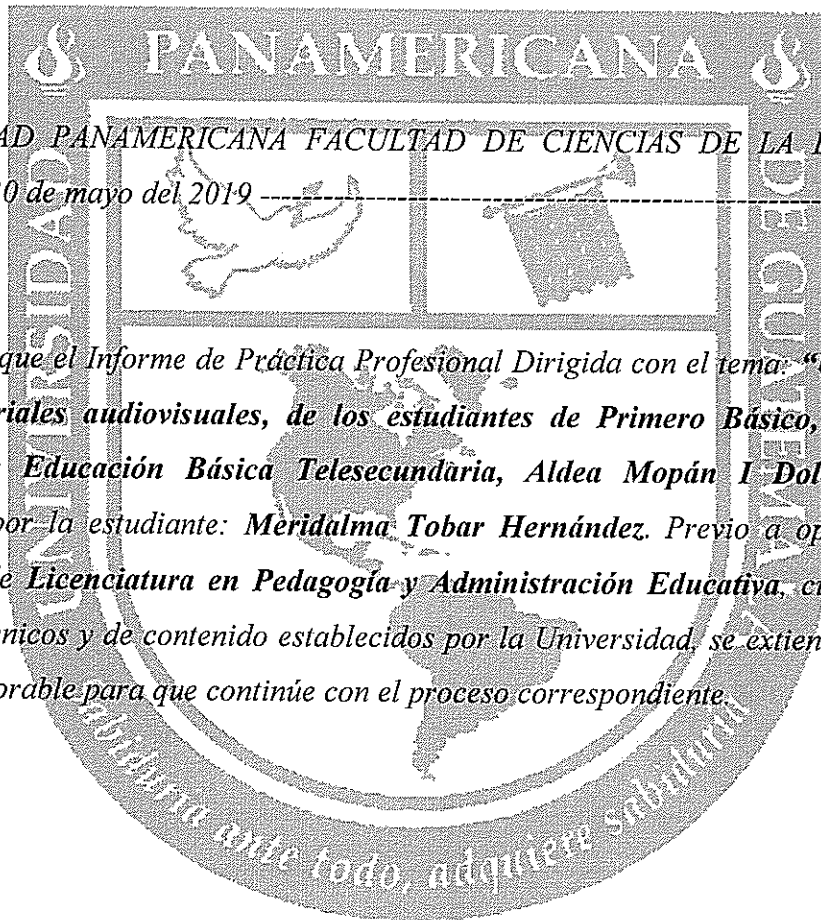 PANAMERICANA
UNIVERSIDAD
DE GUATEMALA
AD PANAMERICANA FACULTAD DE CIENCIAS DE LA
0 de mayo del 2019
que el Informe de Práctica Profesional Dirigida con el tema: “
riales audiovisuales, de los estudiantes de Primero Básico,
Educación Básica Telesecundaria, Aldea Mopán I Dol
por la estudiante: Meridalma Tobar Hernández. Previo a op
de Licenciatura en Pedagogía y Administración Educativa, c
nicos y de contenido establecidos por la Universidad, se extien
orable para que continúe con el proceso correspondiente.
Sabiduría ante todo, adquiere sabiduría